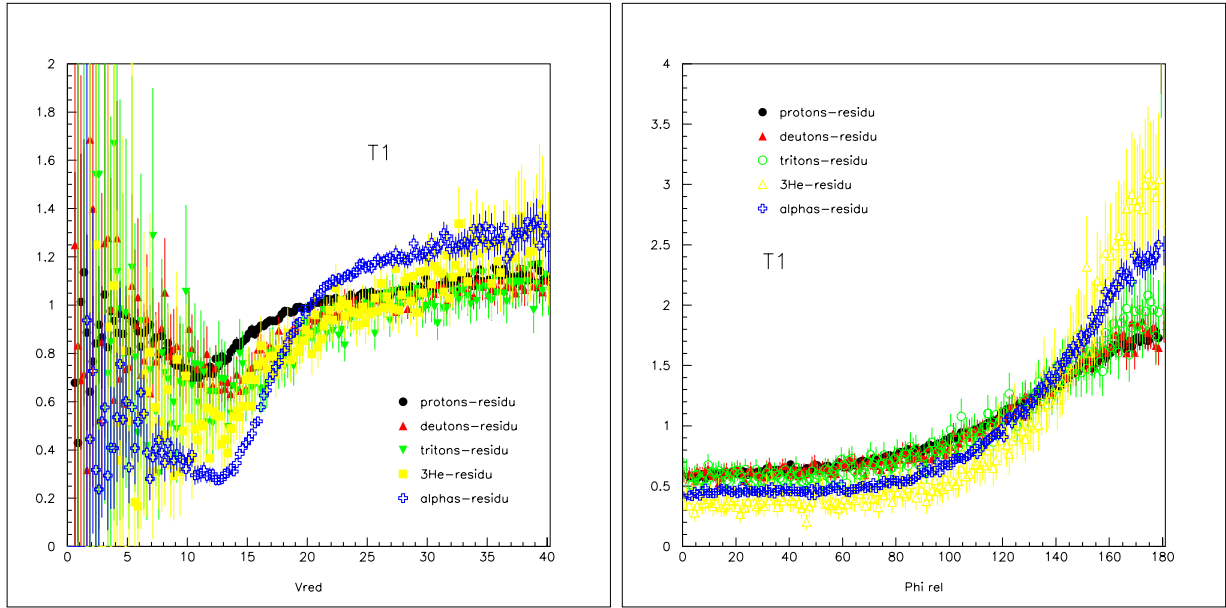 2
1.8
1.6
1.4
1.2
1
0.8
0.6
0.4
0.2
0
T1
protons-residu
deutons-residu
tritons-residu
3He-residu
alphas-residu
0 5 10 15 20 25 30 35 40
Vred
4
3.5
3
2.5
2
1.5
1
0.5
0
protons-residu
deutons-residu
tritons-residu
3He-residu
alphas-residu
T1
0 20 40 60 80 100 120 140 160 180
Phi rel